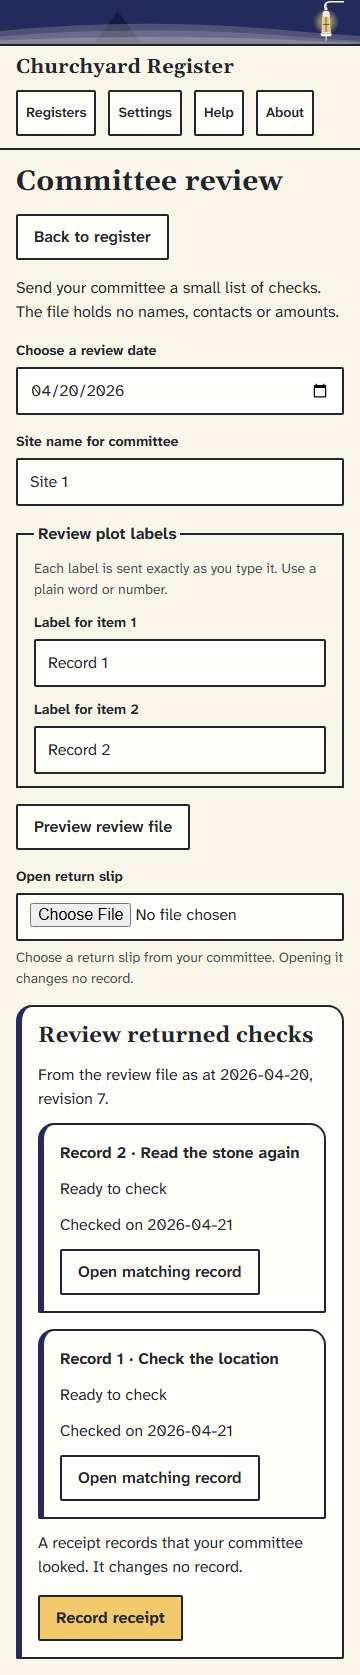 Churchyard Register
Registers
Settings
Help
About
Committee review
Back to register
Send your committee a small list of checks.
The file holds no names, contacts or amounts.
Choose a review date
04/20/2026
Site name for committee
Site 1
Review plot labels
Each label is sent exactly as you type it. Use a
plain word or number.
Label for item 1
Record 1
Label for item 2
Record 2
Preview review file
Open return slip
Choose File No file chosen
Choose a return slip from your committee. Opening it
changes no record.
Review returned checks
From the review file as at 2026-04-20,
revision 7.
Record 2 · Read the stone again
Ready to check
Checked on 2026-04-21
Open matching record
Record 1 · Check the location
Ready to check
Checked on 2026-04-21
Open matching record
A receipt records that your committee
looked. It changes no record.
Record receipt